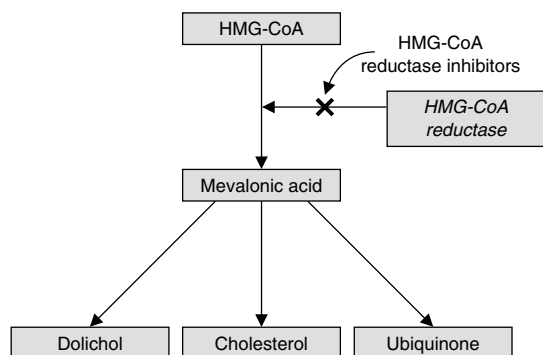 HMG-CoA
HMG-CoA
reductase inhibitors
HMG-CoA
reductase
Mevalonic acid
Dolichol
Cholesterol
Ubiquinone